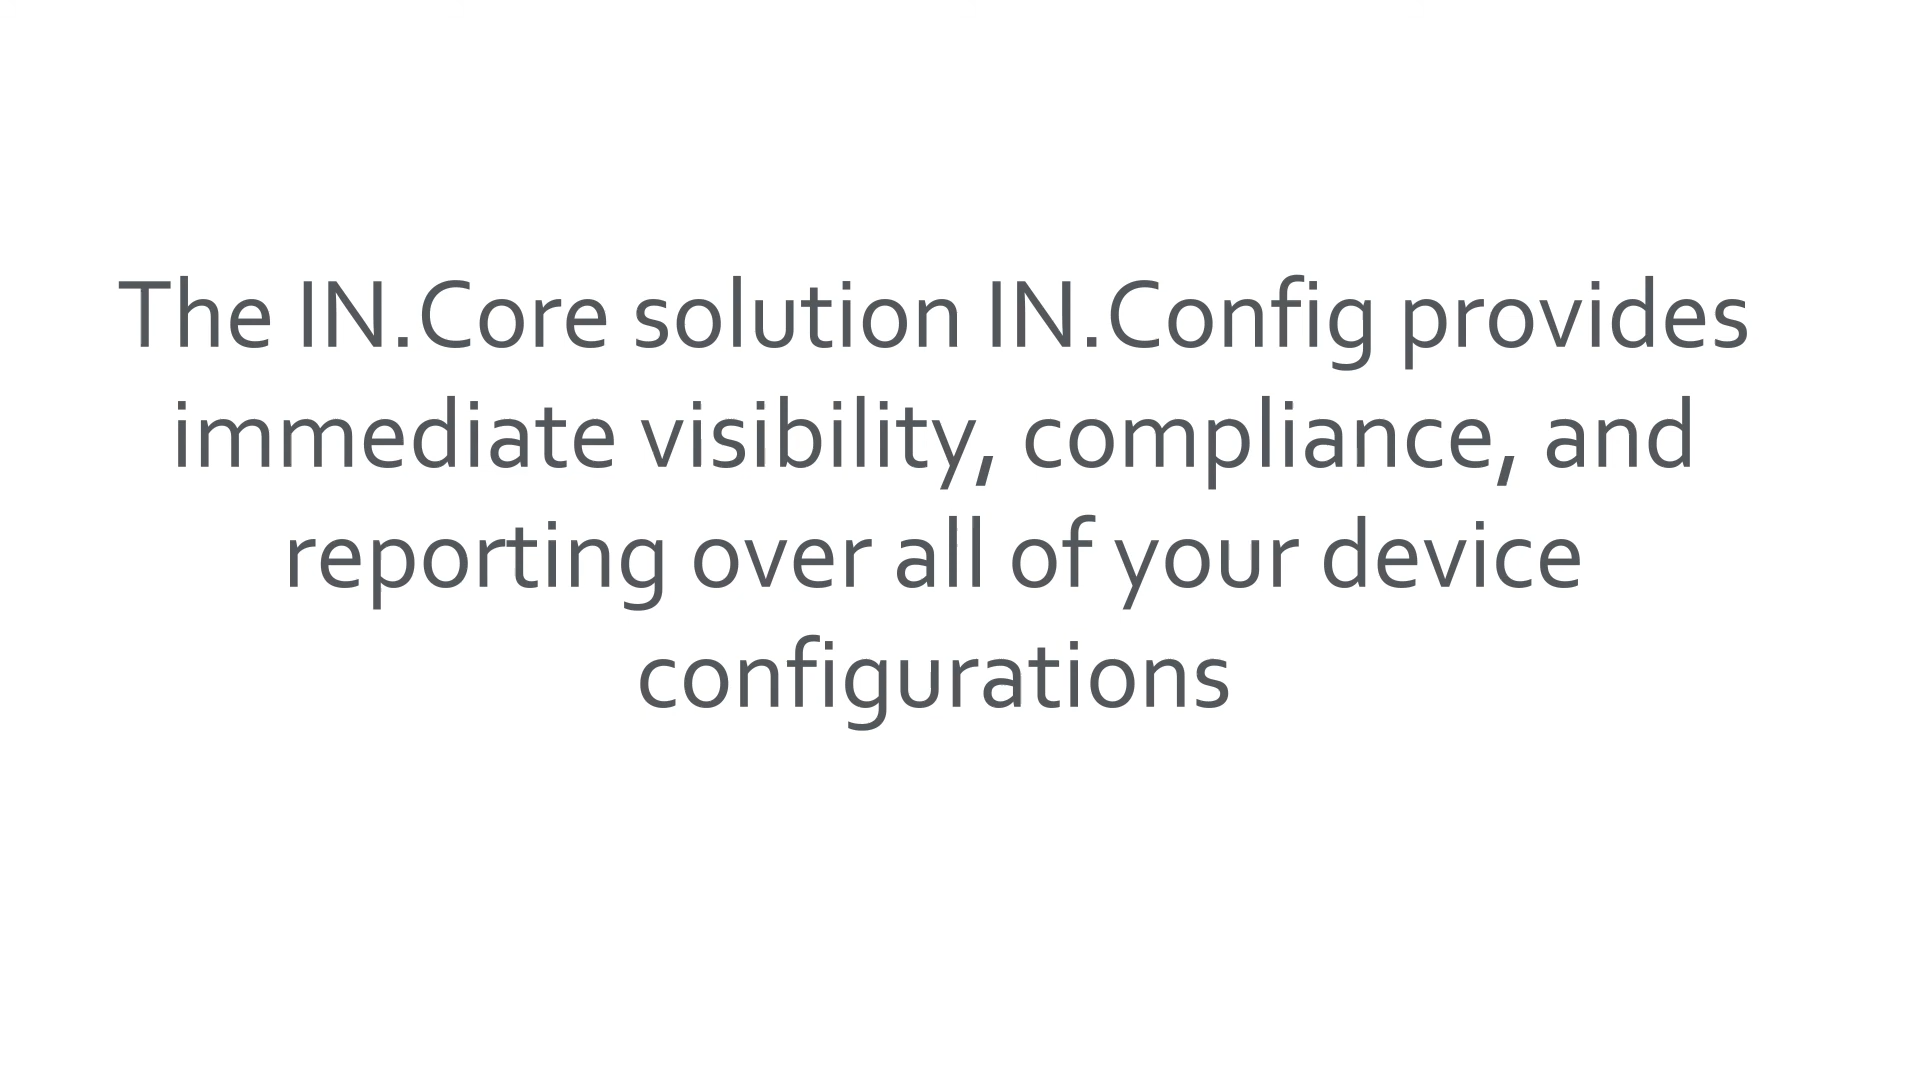 The IN.Core solution IN.Config provides
immediate visibility, compliance, and
reporting over all of your device
configurations